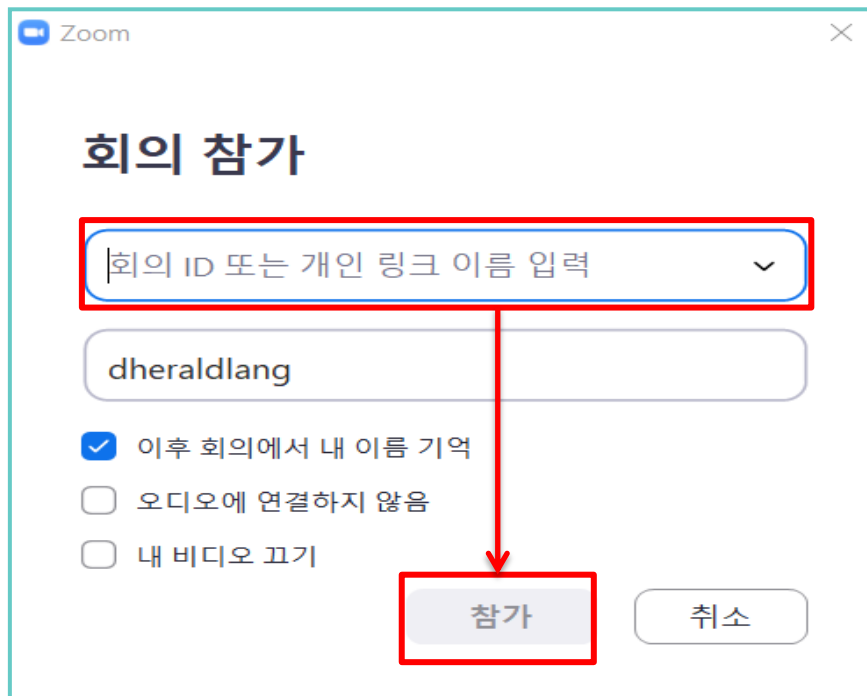 Zoom
회의 참가
회의 ID 또는 개인 링크 이름 입력
dheraldlang
이후 회의에서 내 이름 기억
오디오에 연결하지 않음
내 비디오 끄기
참가 취소